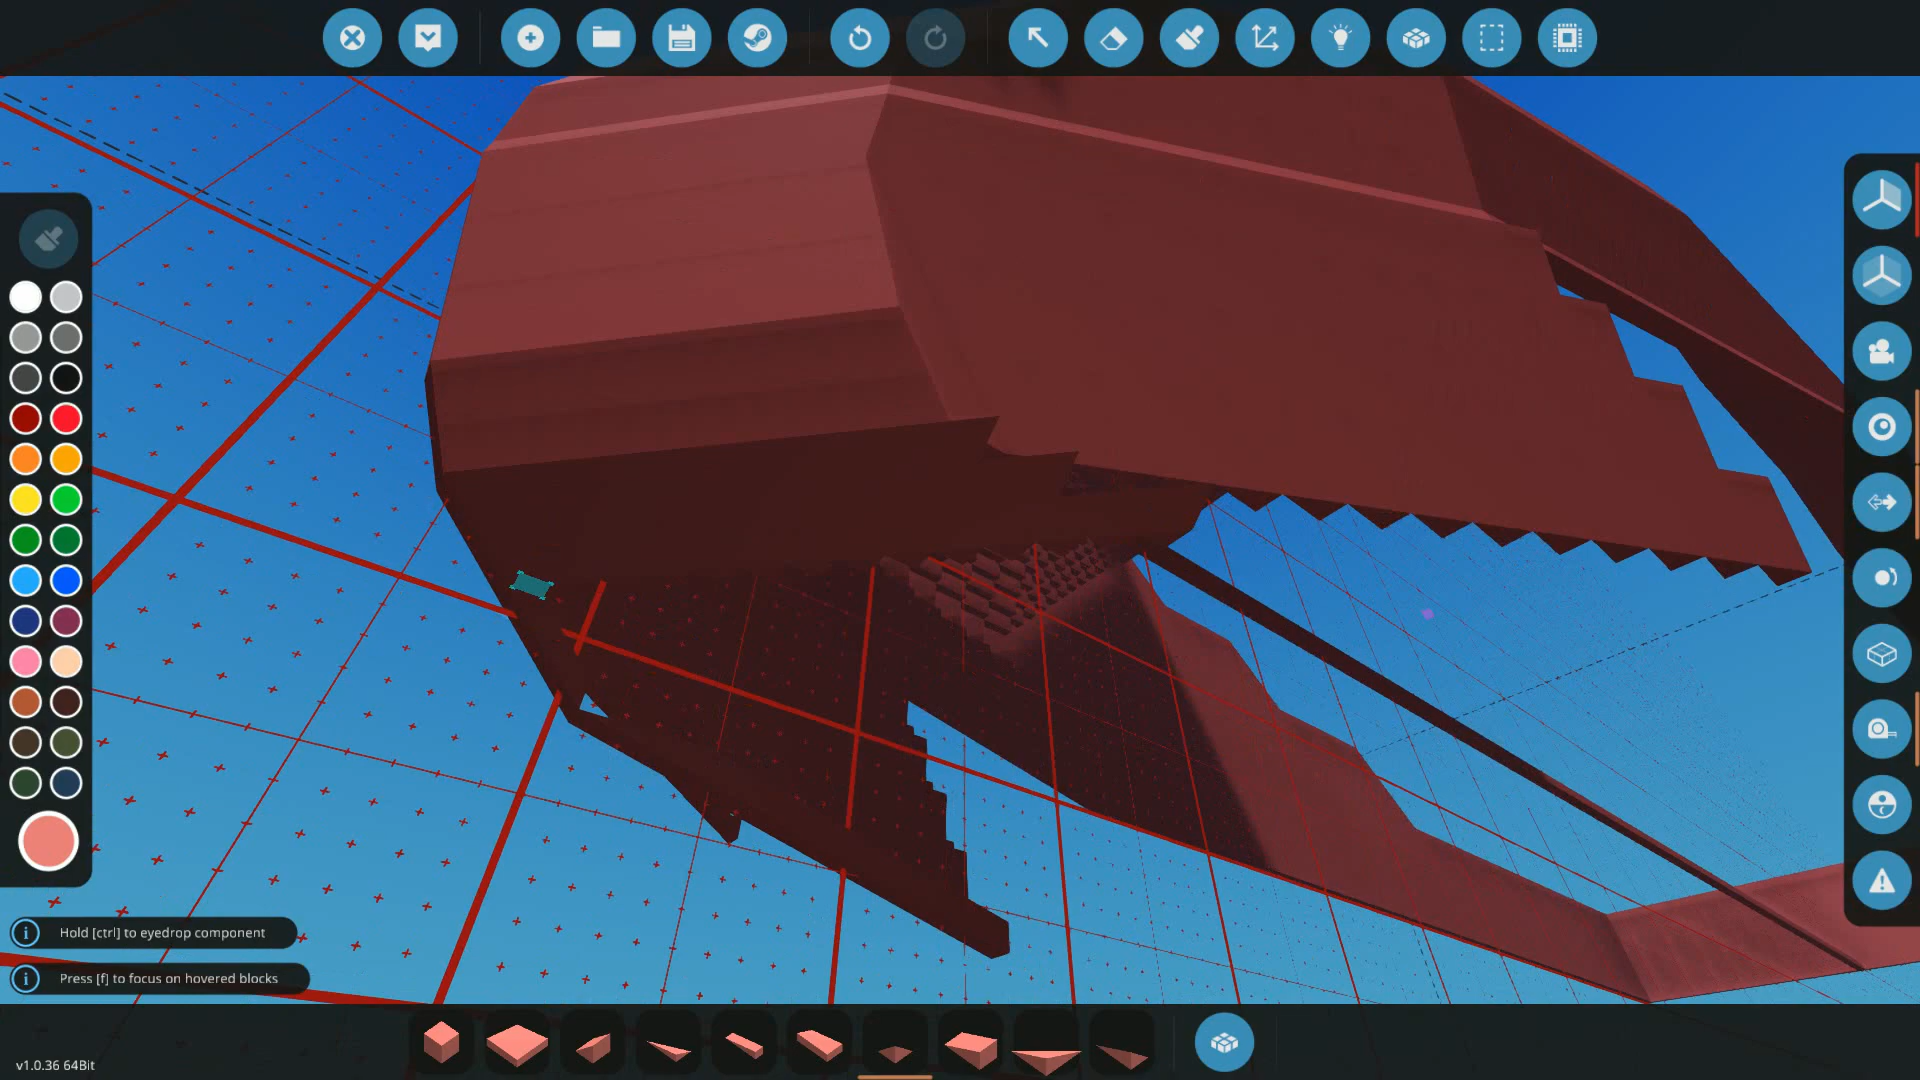 Hold [ctrl] to eyedrop component
Press [f] to focus on hovered blocks
v1.0.36 64Bit